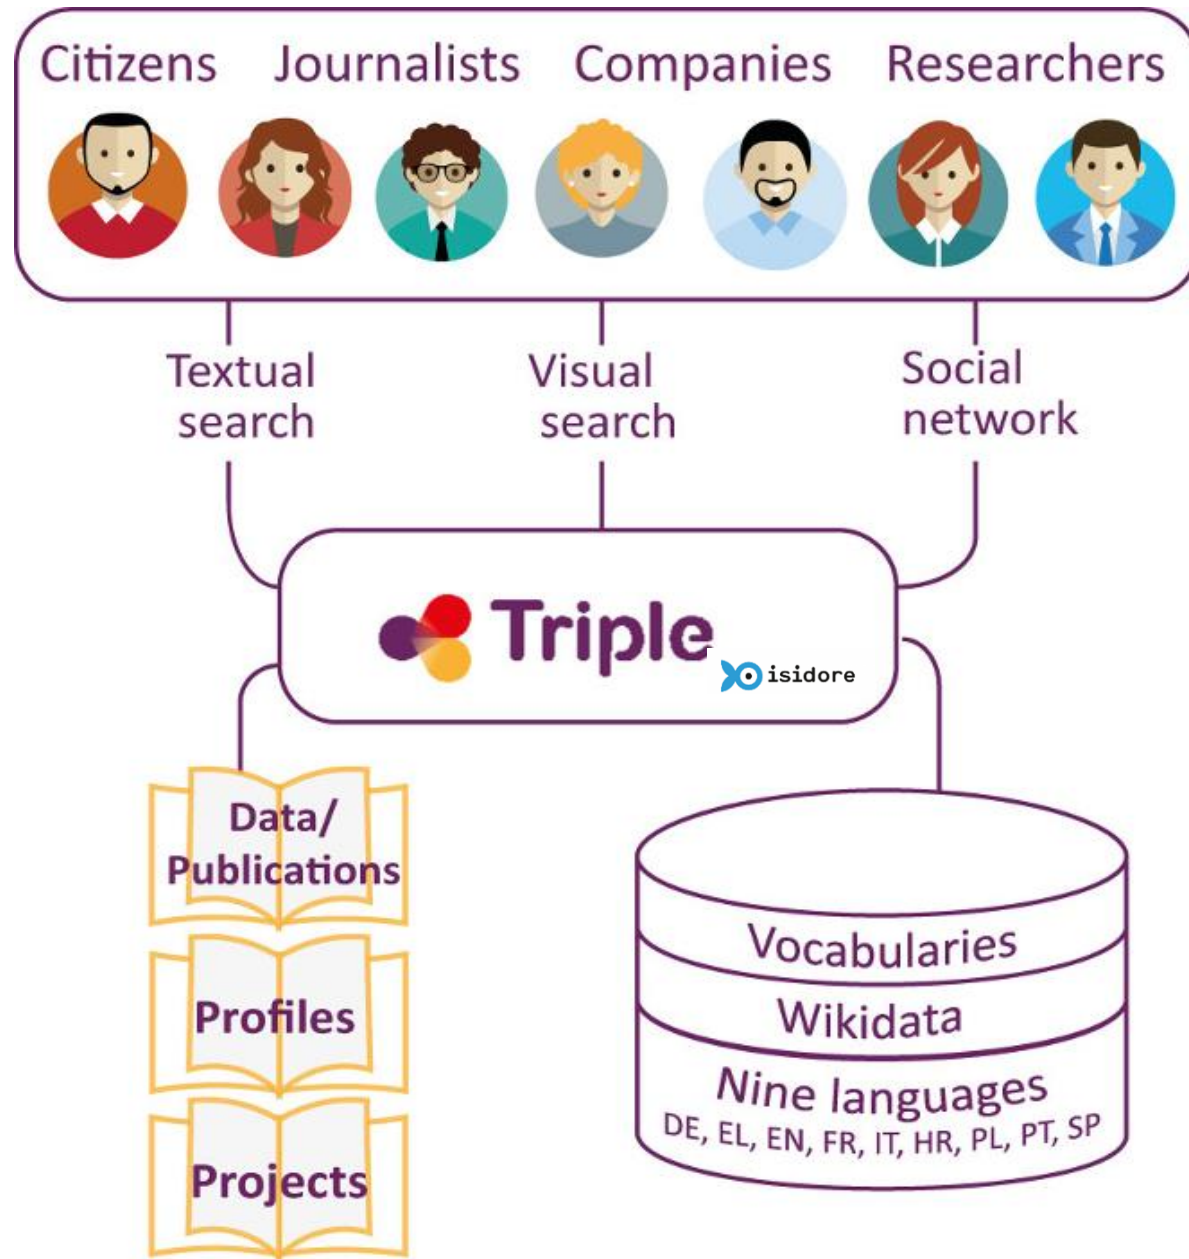 Citizens Journalists Companies Researchers
Textual
search
Visual
search
Social
network
Triple
isidore
Data/
Publications
Profiles
Projects
Vocabularies
Wikidata
Nine languages
DE, EL, EN, FR, IT, HR, PL, PT, SP